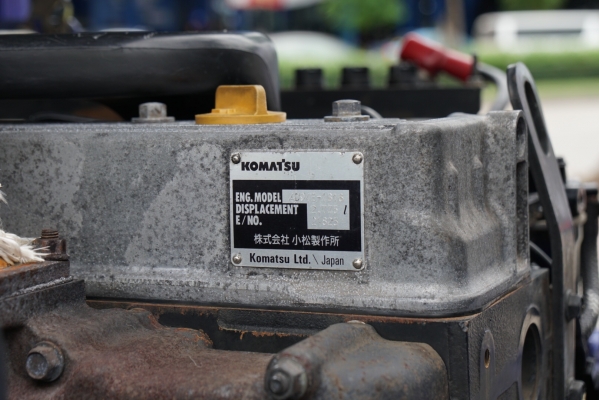 KOMATSU
ENG. MODEL
DISPLACEMENT /
E/NO.
株式会社 小松製作所
Komatsu Ltd. \ Japan